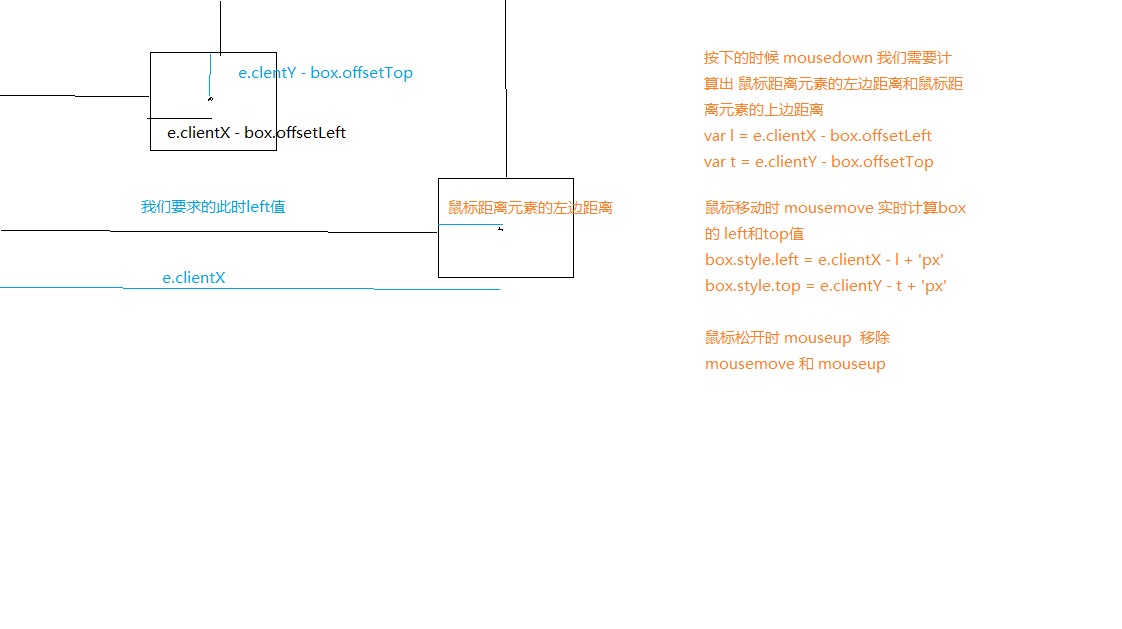 e.clentY - box.offsetTop
e.clientX - box.offsetLeft
我们要求的此时left值
鼠标距离元素的左边距离
e.clientX
按下的时候 mousedown 我们需要计
算出 鼠标距离元素的左边距离和鼠标距
离元素的上边距离
var l = e.clientX - box.offsetLeft
var t = e.clientY - box.offsetTop
鼠标移动时 mousemove 实时计算box
的 left和top值
box.style.left = e.clientX - l + 'px'
box.style.top = e.clientY - t + 'px'
鼠标松开时 mouseup 移除
mousemove 和 mouseup